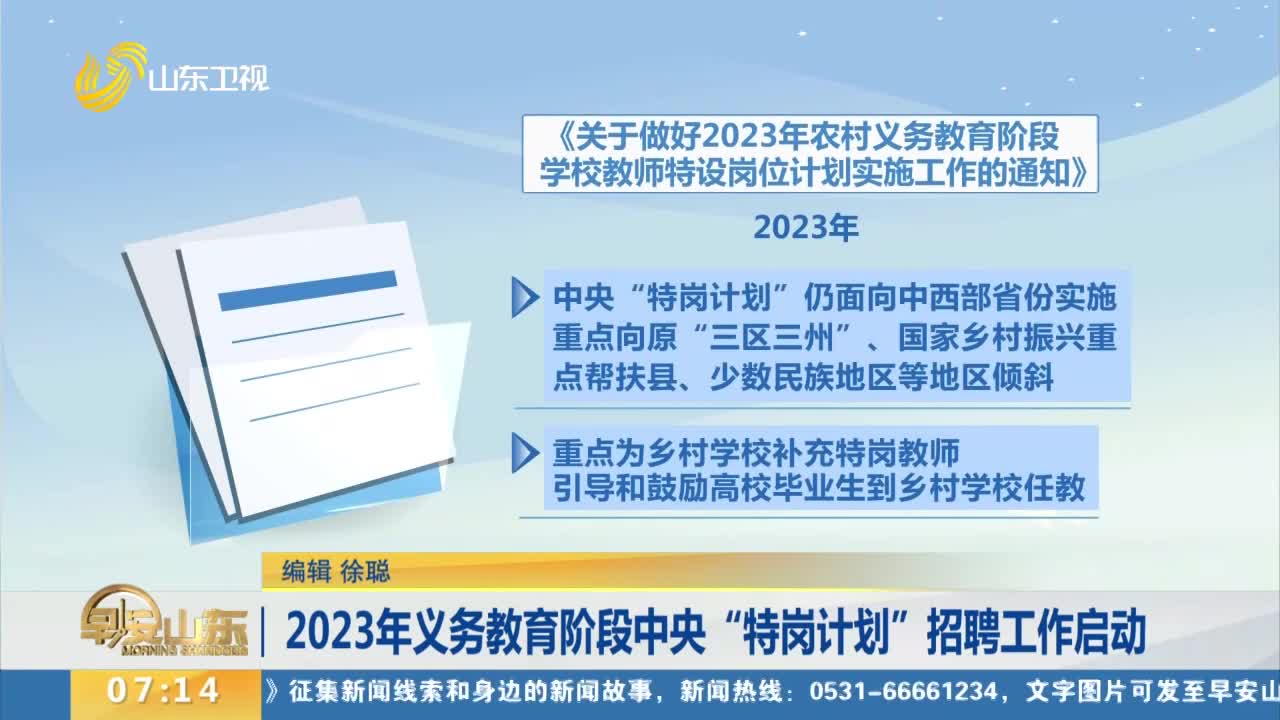 山东卫视
《关于做好2023年农村义务教育阶段
学校教师特设岗位计划实施工作的通知》
2023年
中央“特岗计划”仍面向中西部省份实施
重点向原“三区三州”、国家乡村振兴重
点帮扶县、少数民族地区等地区倾斜
重点为乡村学校补充特岗教师
引导和鼓励高校毕业生到乡村学校任教
编辑 徐聪
早安山东
MORNING SHANDONG
2023年义务教育阶段中央“特岗计划”招聘工作启动
07:14
》征集新闻线索和身边的新闻故事，新闻热线：0531-66661234，文字图片可发至早安山